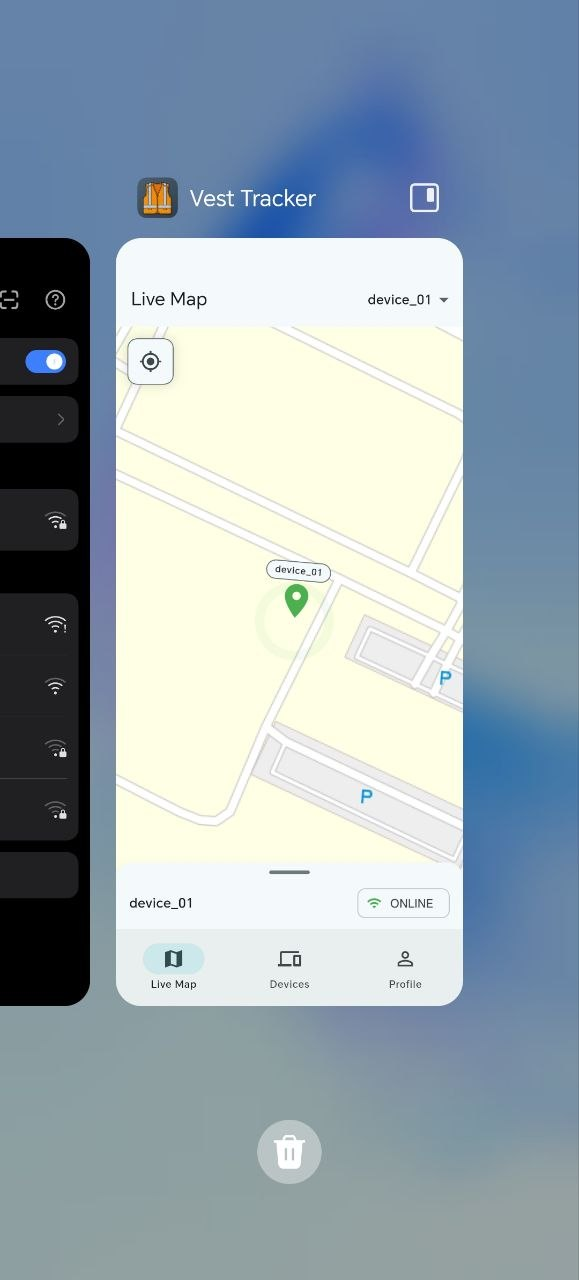 Vest Tracker
Live Map
device_01
device_01
P
P
device_01
ONLINE
Live Map
Devices
Profile